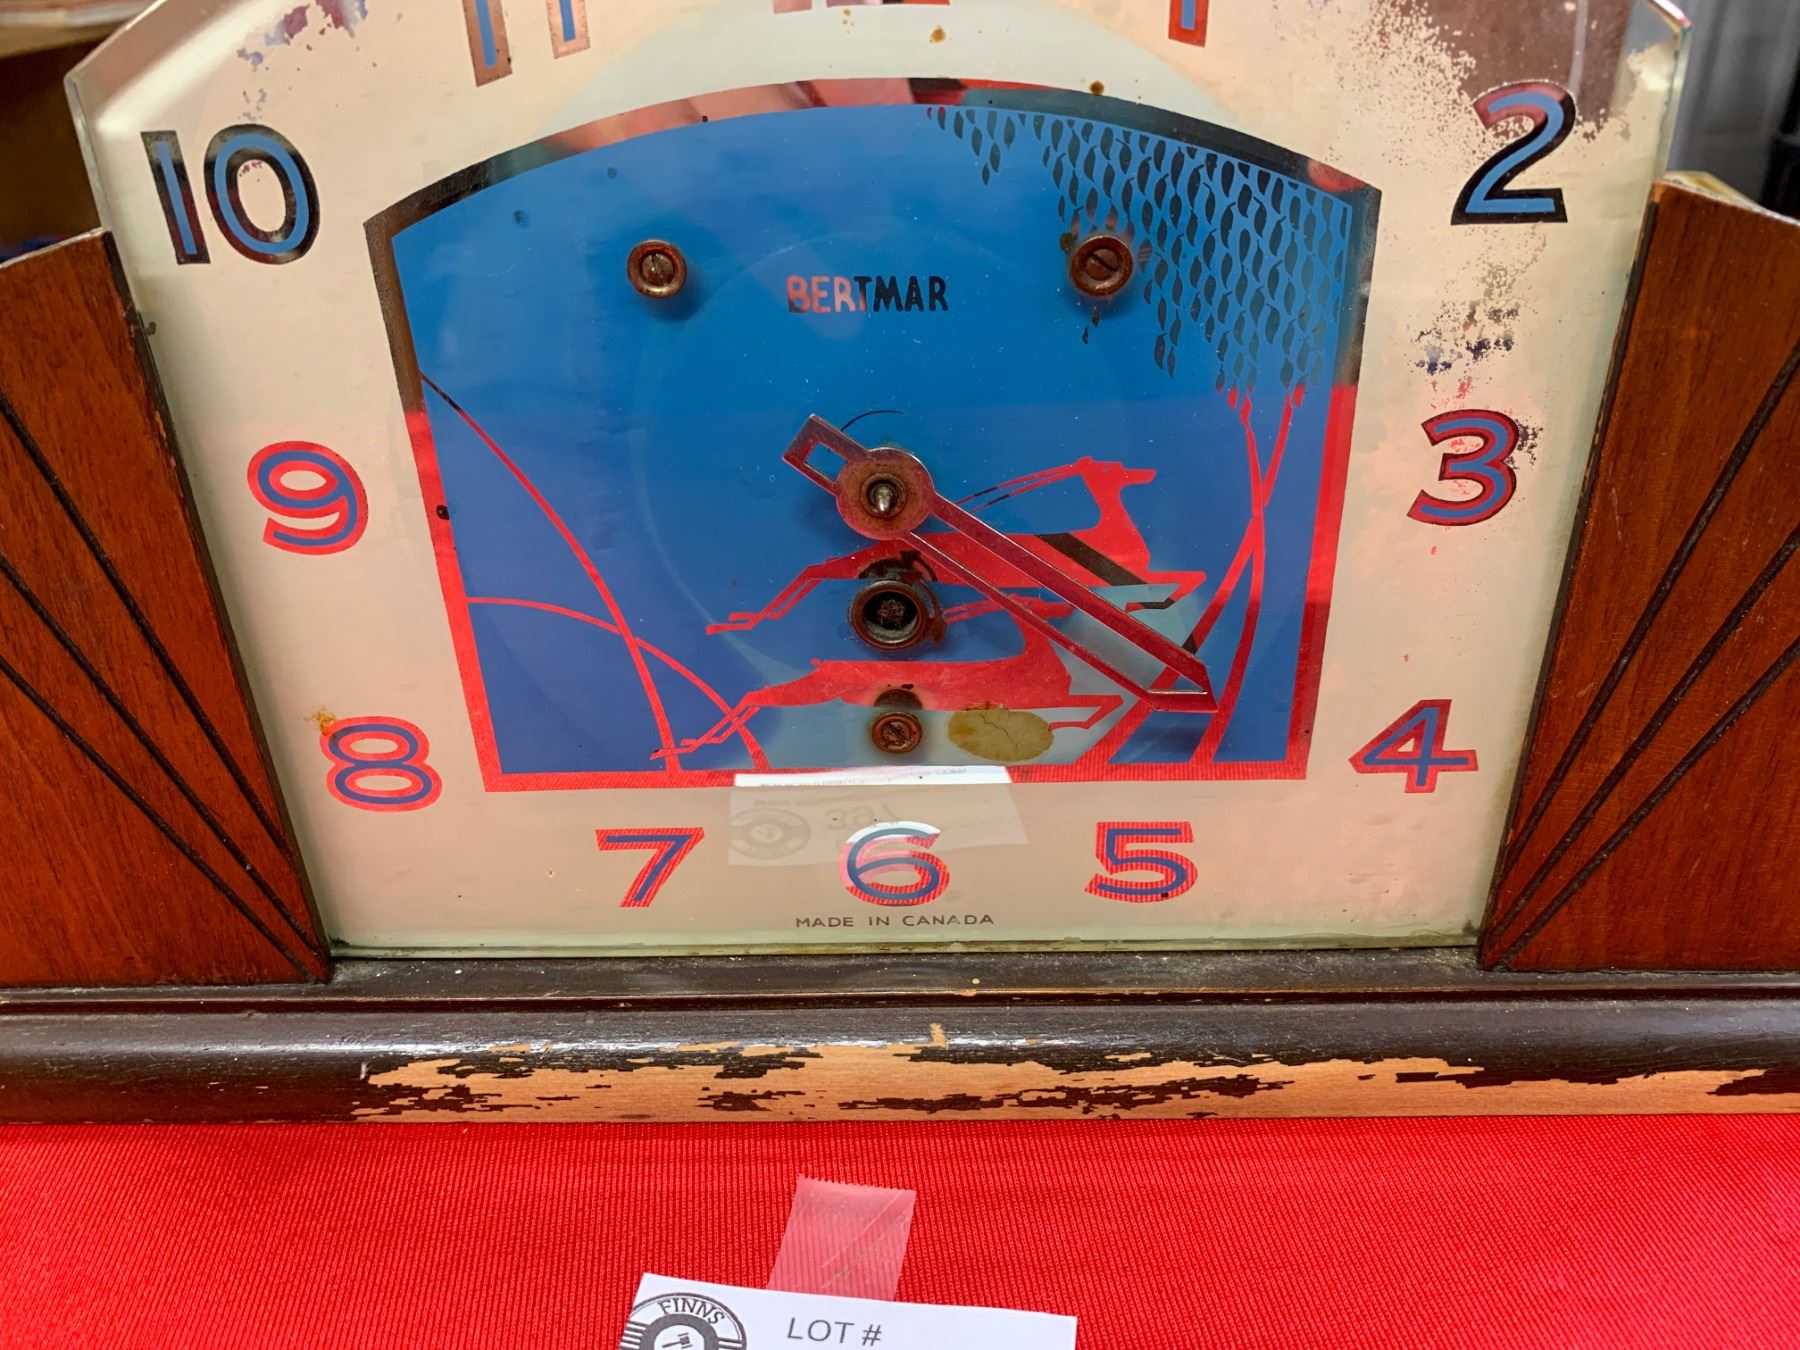 11 1
10 2
BERTMAR
9 3
8 4
7 6 5
MADE IN CANADA
FINNS
LOT #